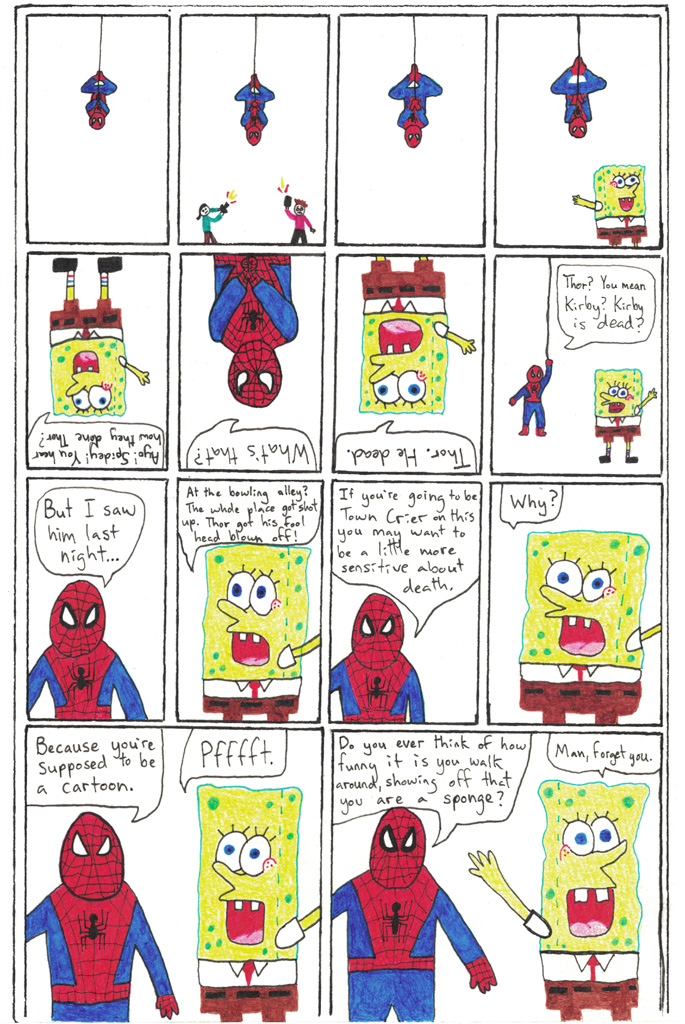 Ayo! Spidey! You hear
how they done Thor?
What's that?
Thor. He dead.
Thor? You mean
Kirby? Kirby
is dead?
But I saw
him last
night...
At the bowling alley?
The whole place got shot
up. Thor got his fool
head blown off!
If you're going to be
Town Crier on this
you may want to
be a little more
sensitive about
death.
Why?
Because you're
supposed to be
a cartoon.
Pfffft.
Do you ever think of how
funny it is you walk
around, showing off that
you are a sponge?
Man, forget you.